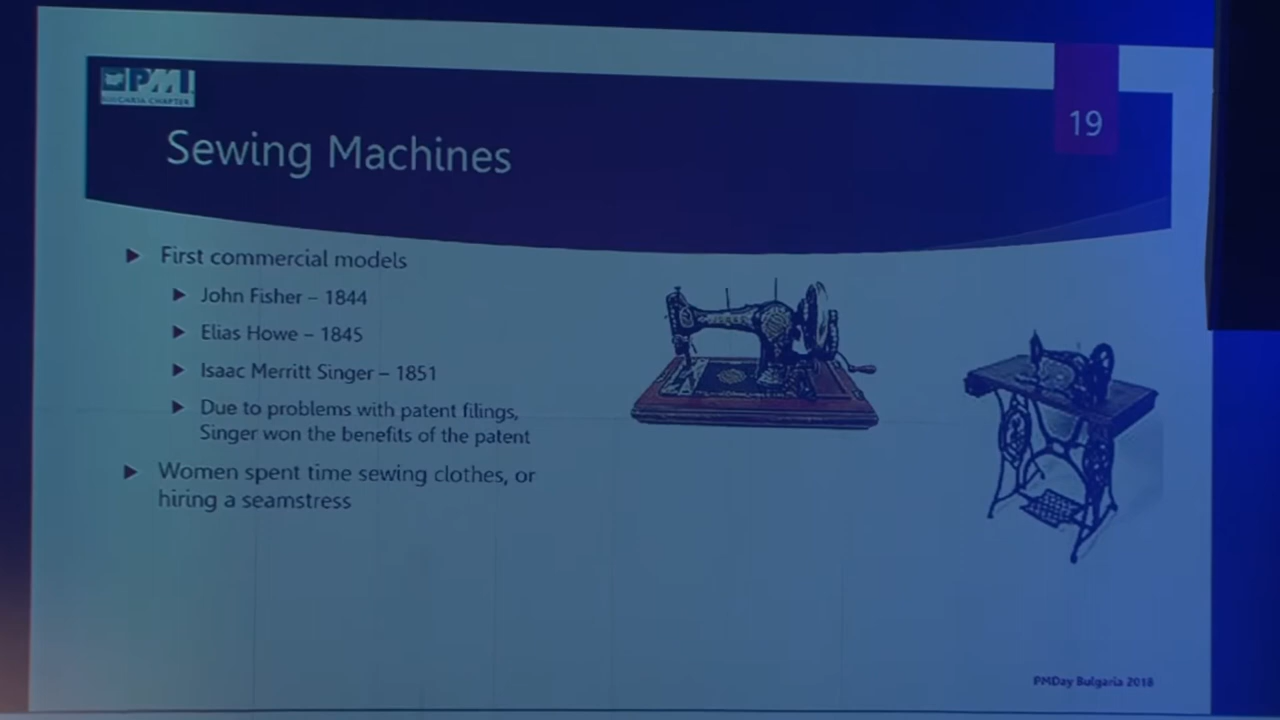 PMI
BULGARIA CHAPTER
19
Sewing Machines
First commercial models
John Fisher – 1844
Elias Howe – 1845
Isaac Merritt Singer – 1851
Due to problems with patent filings,
Singer won the benefits of the patent
Women spent time sewing clothes, or
hiring a seamstress
PMDay Bulgaria 2018